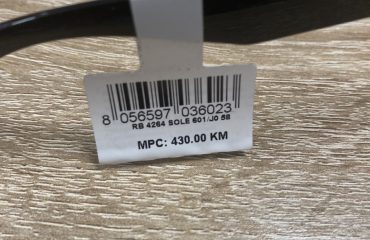 8 056597 036023
RB 4264 SOLE 601/J0 58
MPC: 430.00 KM